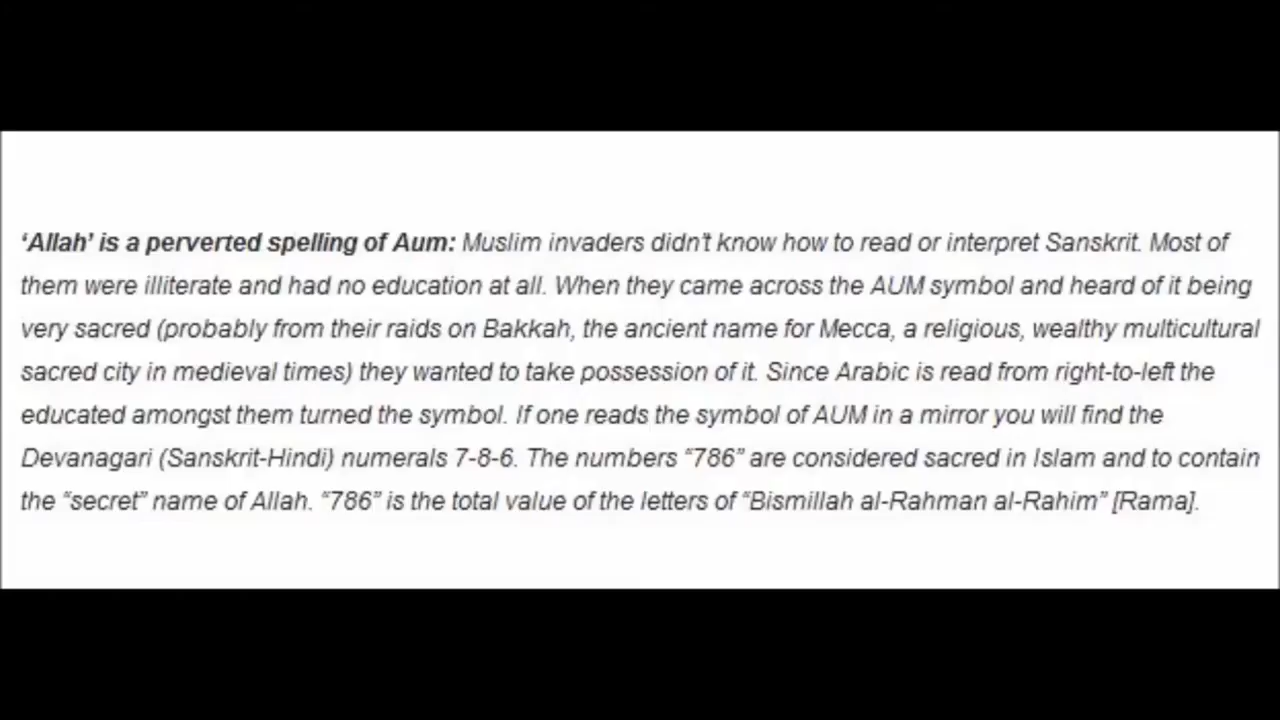 ‘Allah’ is a perverted spelling of Aum: Muslim invaders didn't know how to read or interpret Sanskrit. Most of
them were illiterate and had no education at all. When they came across the AUM symbol and heard of it being
very sacred (probably from their raids on Bakkah, the ancient name for Mecca, a religious, wealthy multicultural
sacred city in medieval times) they wanted to take possession of it. Since Arabic is read from right-to-left the
educated amongst them turned the symbol. If one reads the symbol of AUM in a mirror you will find the
Devanagari (Sanskrit-Hindi) numerals 7-8-6. The numbers “786” are considered sacred in Islam and to contain
the “secret” name of Allah. “786” is the total value of the letters of “Bismillah al-Rahman al-Rahim” [Rama].